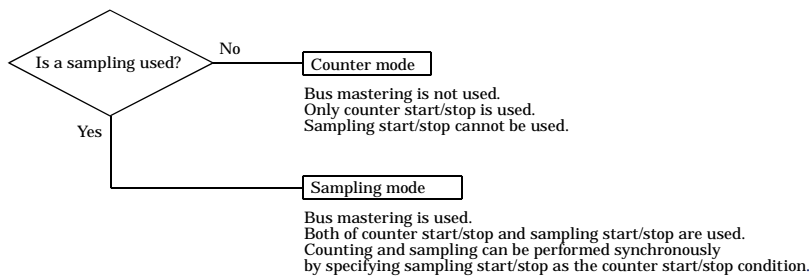 Is a sampling used?
No
Counter mode
Bus mastering is not used.
Only counter start/stop is used.
Sampling start/stop cannot be used.
Yes
Sampling mode
Bus mastering is used.
Both of counter start/stop and sampling start/stop are used.
Counting and sampling can be performed synchronously
by specifying sampling start/stop as the counter start/stop condition.